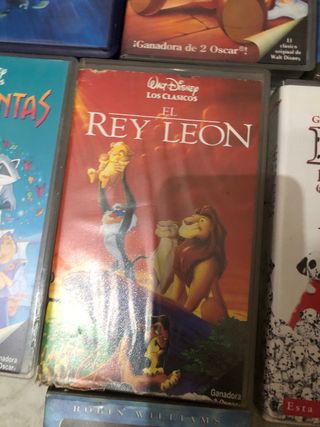 ¡Ganadora de 2 Oscar®!
El
clásico
original de
Walt Disney
WALT DISNEY
LOS CLASICOS
EL
REY LEON
NTAS
Ganadora
Ganadora
2 Oscar
Esta
ROBIN WILLIAMS